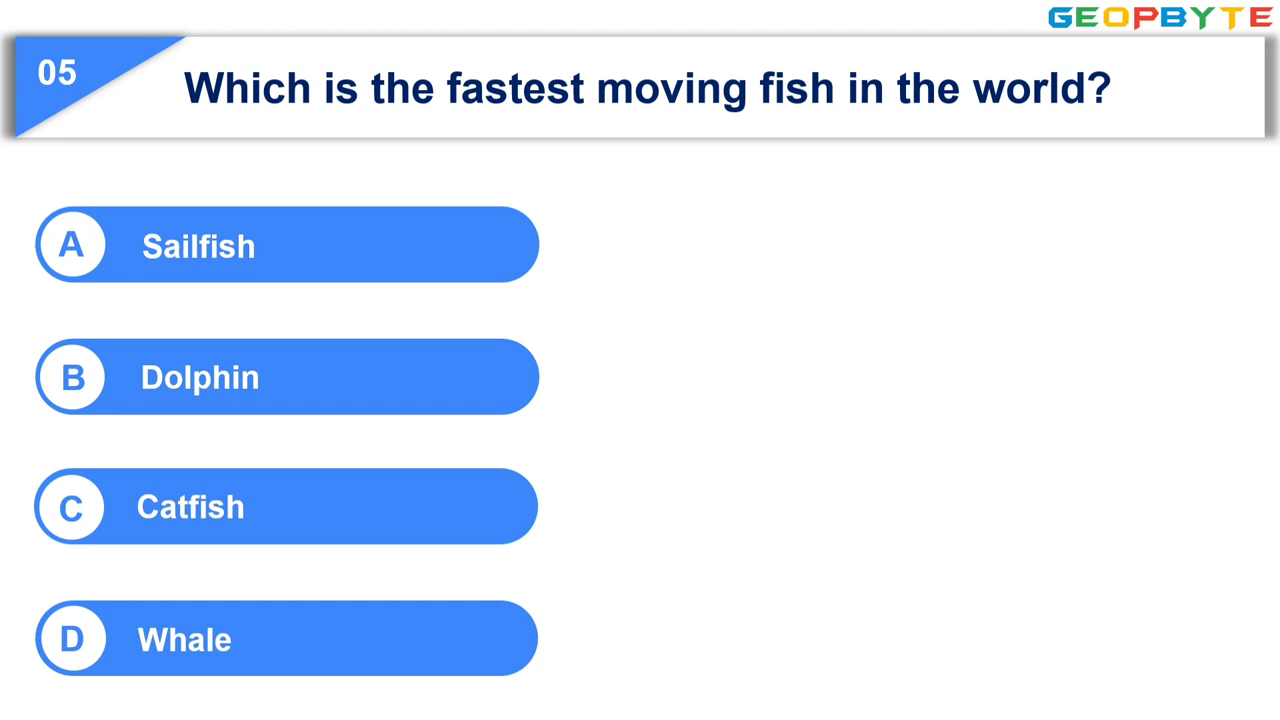 GEOPBYTE
05
Which is the fastest moving fish in the world?
A Sailfish
B Dolphin
C Catfish
D Whale